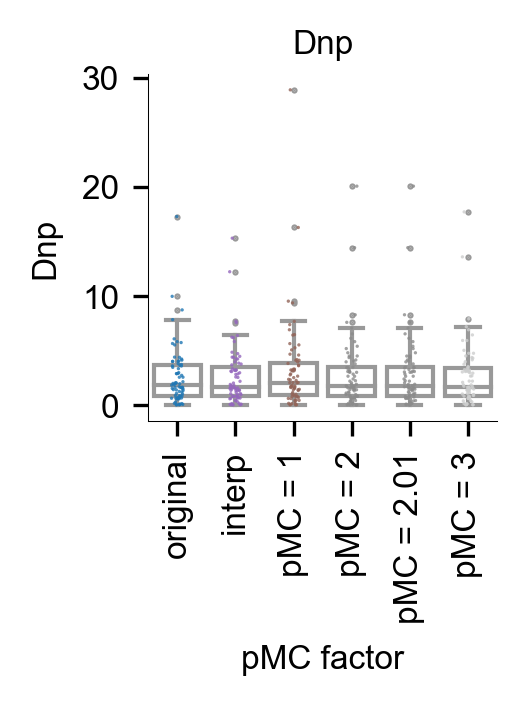 Dnp
30
20
10
0
Dnp
original
interp
pMC = 1
pMC = 2
pMC = 2.01
pMC = 3
pMC factor